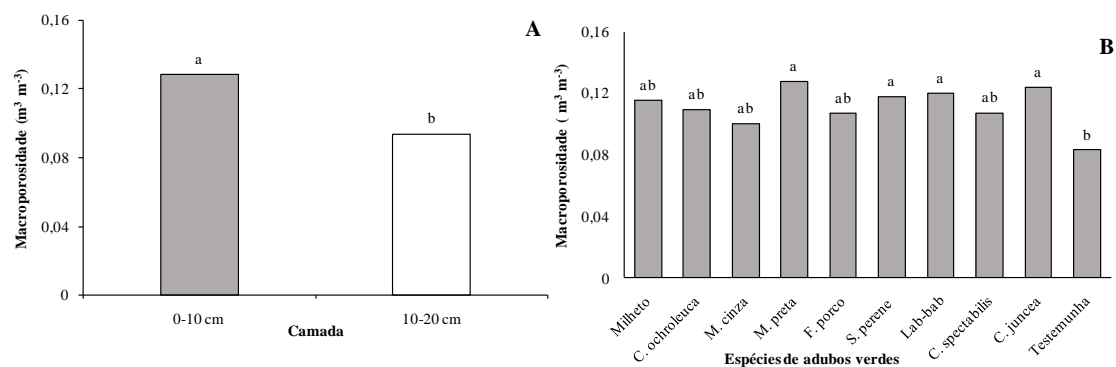 A
Macroporosidade (m³ m⁻³)
0,16
0,12
0,08
0,04
0
a
b
0-10 cm
10-20 cm
Camada
B
Macroporosidade ( m³ m⁻³)
0,16
0,12
0,08
0,04
0
ab
ab
ab
a
ab
a
a
ab
a
b
Milheto
C. ochroleuca
M. cinza
M. preta
F. porco
S. perene
Lab-bab
C. spectabilis
C. juncea
Testemunha
Espécies de adubos verdes